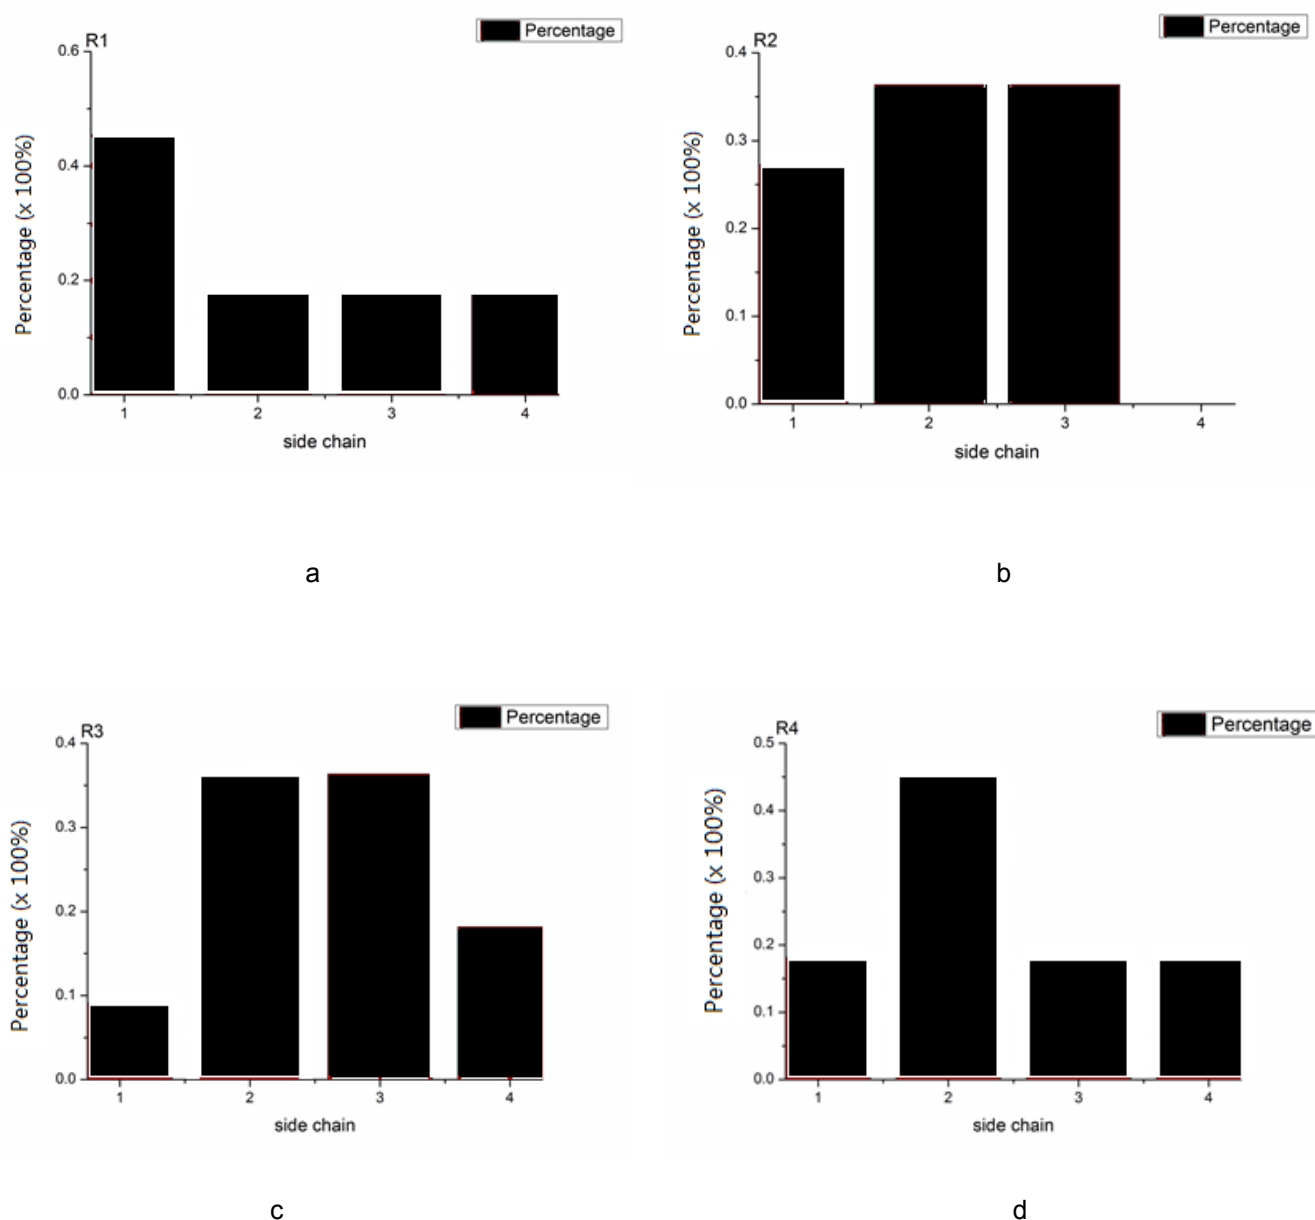 R1
Percentage
Percentage (x 100%)
0.6
0.4
0.2
0.0
1 2 3 4
side chain
a
R2
Percentage
Percentage (x 100%)
0.4
0.3
0.2
0.1
0.0
1 2 3 4
side chain
b
R3
Percentage
Percentage (x 100%)
0.4
0.3
0.2
0.1
0.0
1 2 3 4
side chain
c
R4
Percentage
Percentage (x 100%)
0.5
0.4
0.3
0.2
0.1
0.0
1 2 3 4
side chain
d